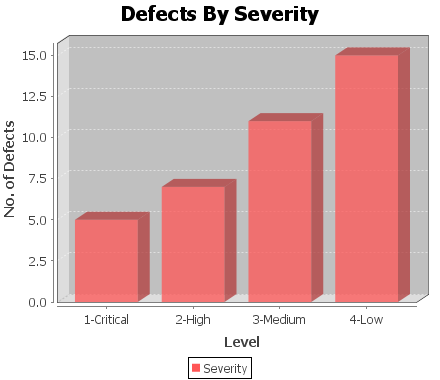 Defects By Severity
15.0
12.5
10.0
7.5
5.0
2.5
0.0
No. of Defects
1-Critical
2-High
3-Medium
4-Low
Level
Severity